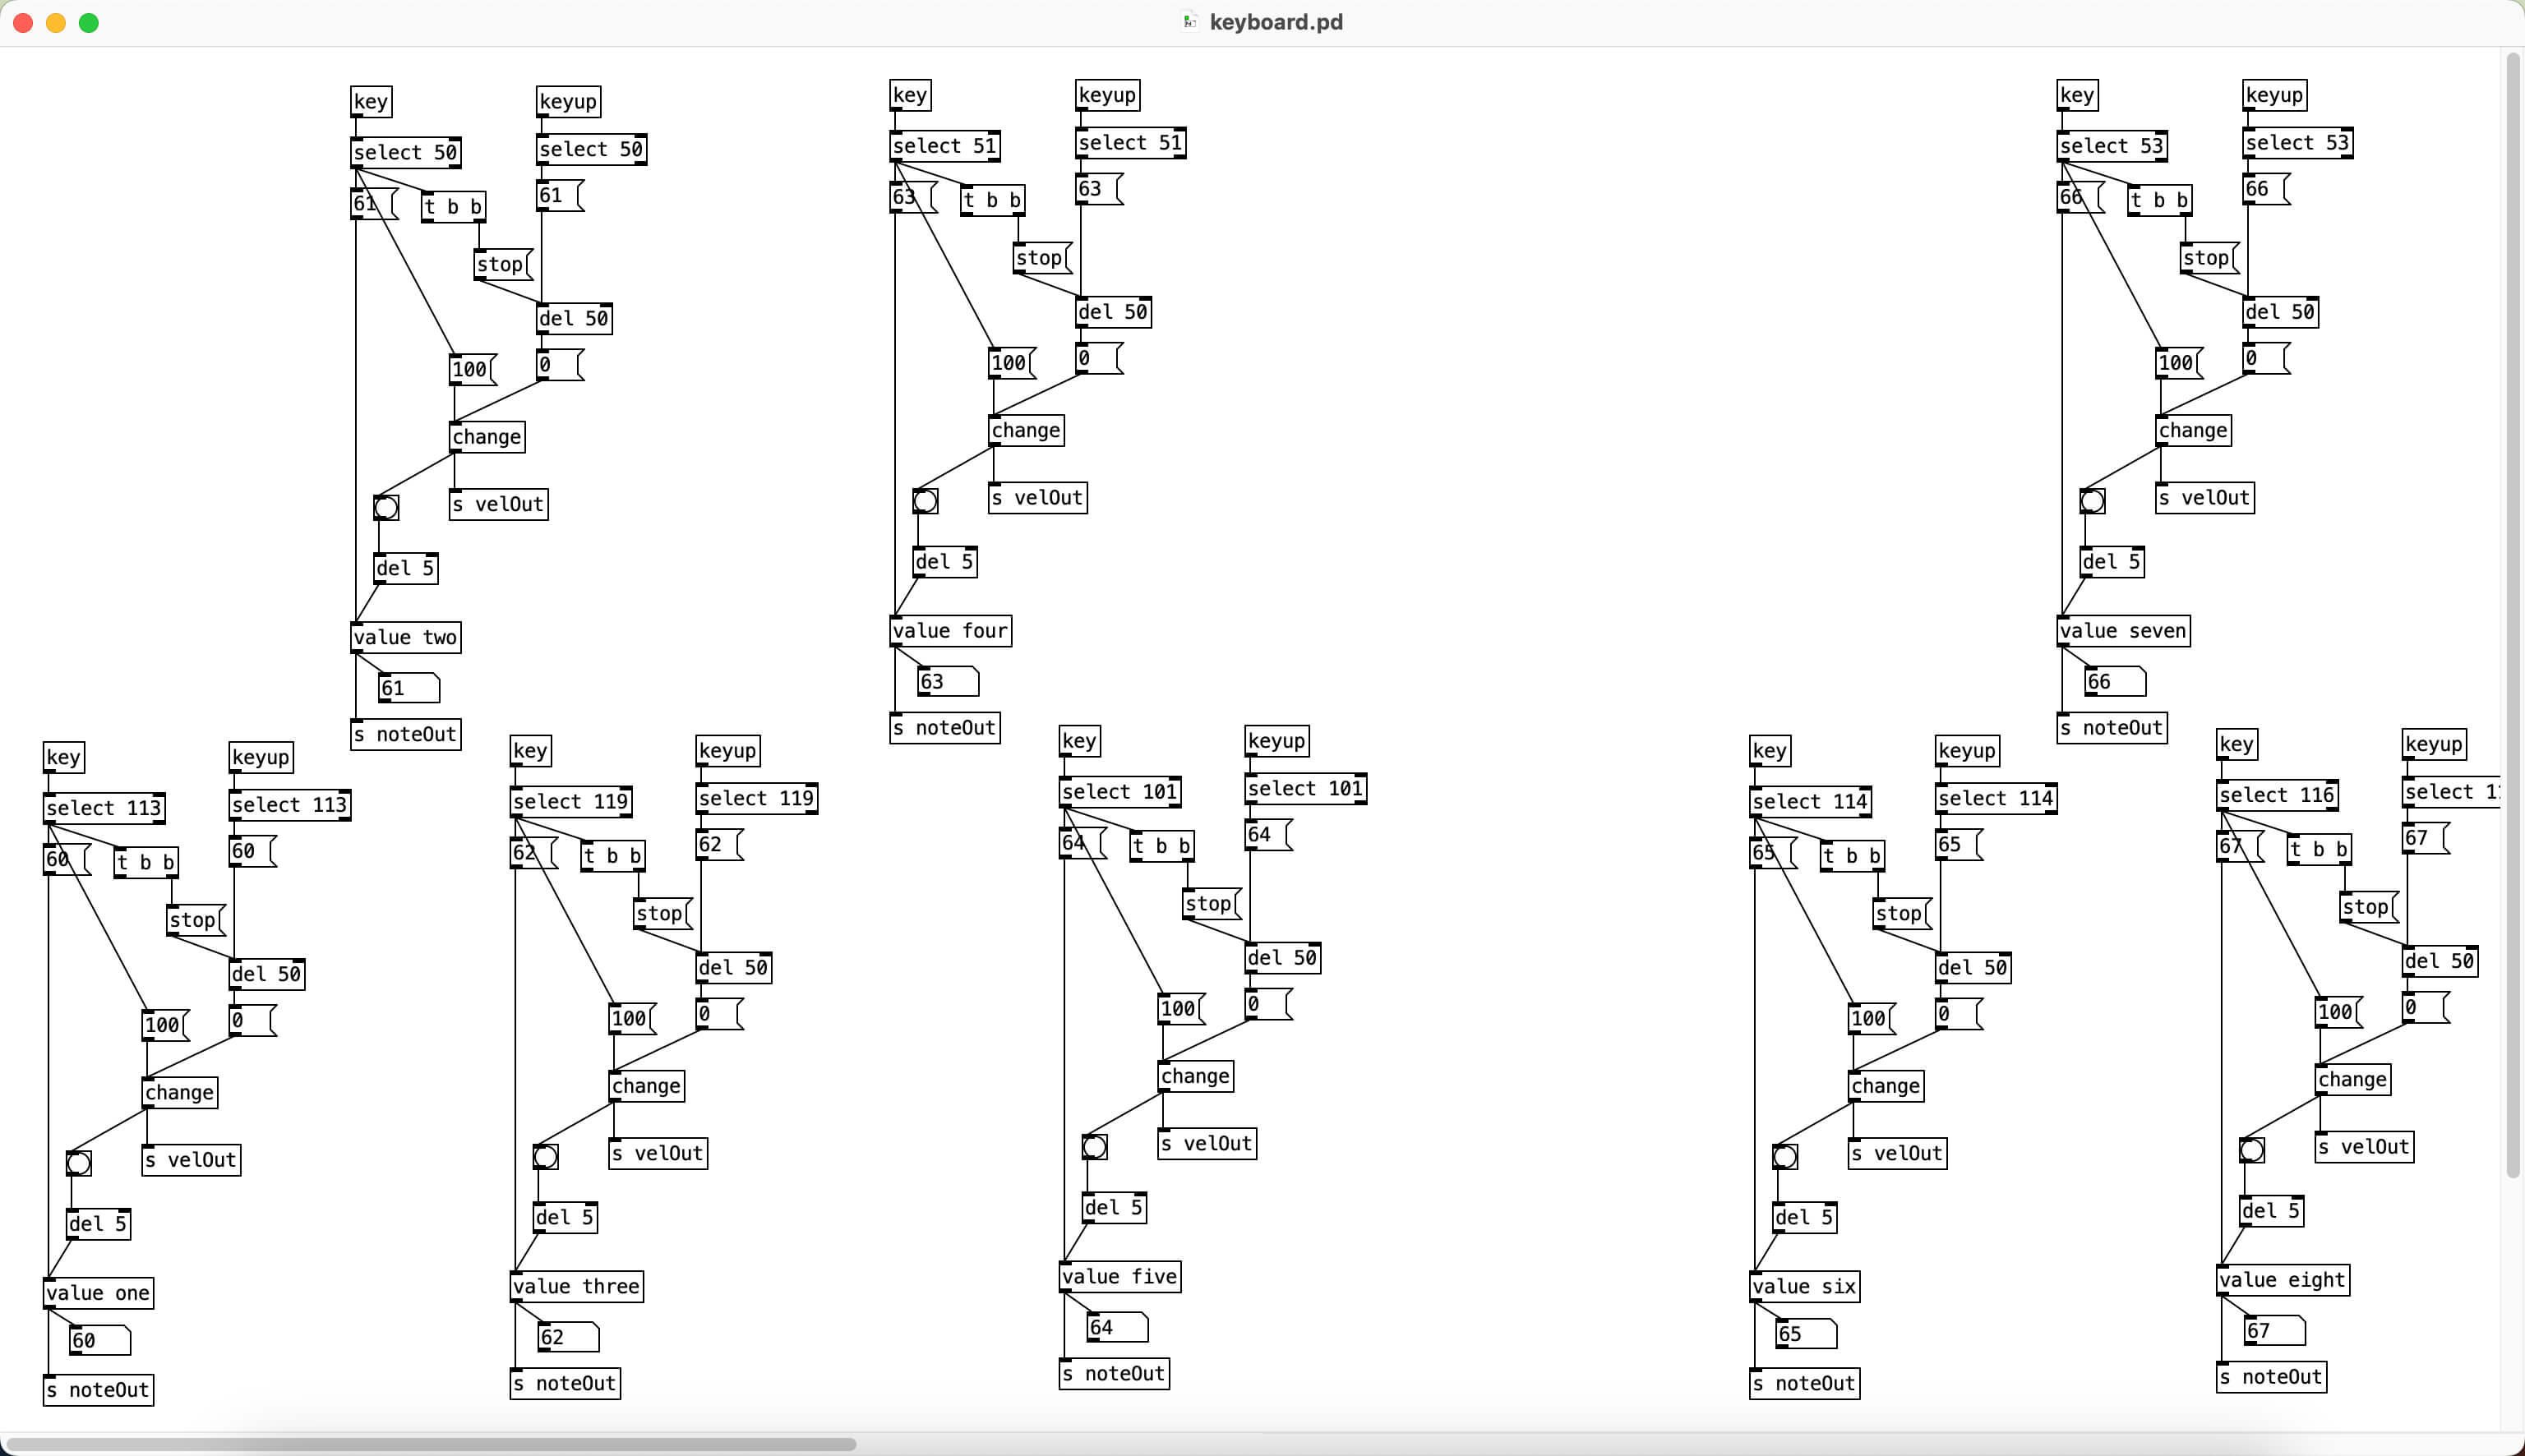 keyboard.pd
key
keyup
select 50
select 50
61
t b b
61
stop
del 50
100
0
change
s velOut
del 5
value two
61
s noteOut
key
keyup
select 51
select 51
63
t b b
63
stop
del 50
100
0
change
s velOut
del 5
value four
63
s noteOut
key
keyup
select 53
select 53
66
t b b
66
stop
del 50
100
0
change
s velOut
del 5
value seven
66
s noteOut
key
keyup
select 113
select 113
60
t b b
60
stop
del 50
100
0
change
s velOut
del 5
value one
60
s noteOut
key
keyup
select 119
select 119
62
t b b
62
stop
del 50
100
0
change
s velOut
del 5
value three
62
s noteOut
key
keyup
select 101
select 101
64
t b b
64
stop
del 50
100
0
change
s velOut
del 5
value five
64
s noteOut
key
keyup
select 114
select 114
65
t b b
65
stop
del 50
100
0
change
s velOut
del 5
value six
65
s noteOut
key
keyup
select 116
select
67
t b b
67
stop
del 50
100
0
change
s velOut
del 5
value eight
67
s noteOut